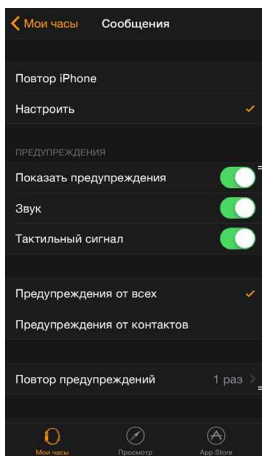 Мои часы Сообщения
Повтор iPhone
Настроить
ПРЕДУПРЕЖДЕНИЯ
Показать предупреждения
Звук
Тактильный сигнал
Предупреждения от всех
Предупреждения от контактов
Повтор предупреждений 1 раз
Мои часы Просмотр App Store